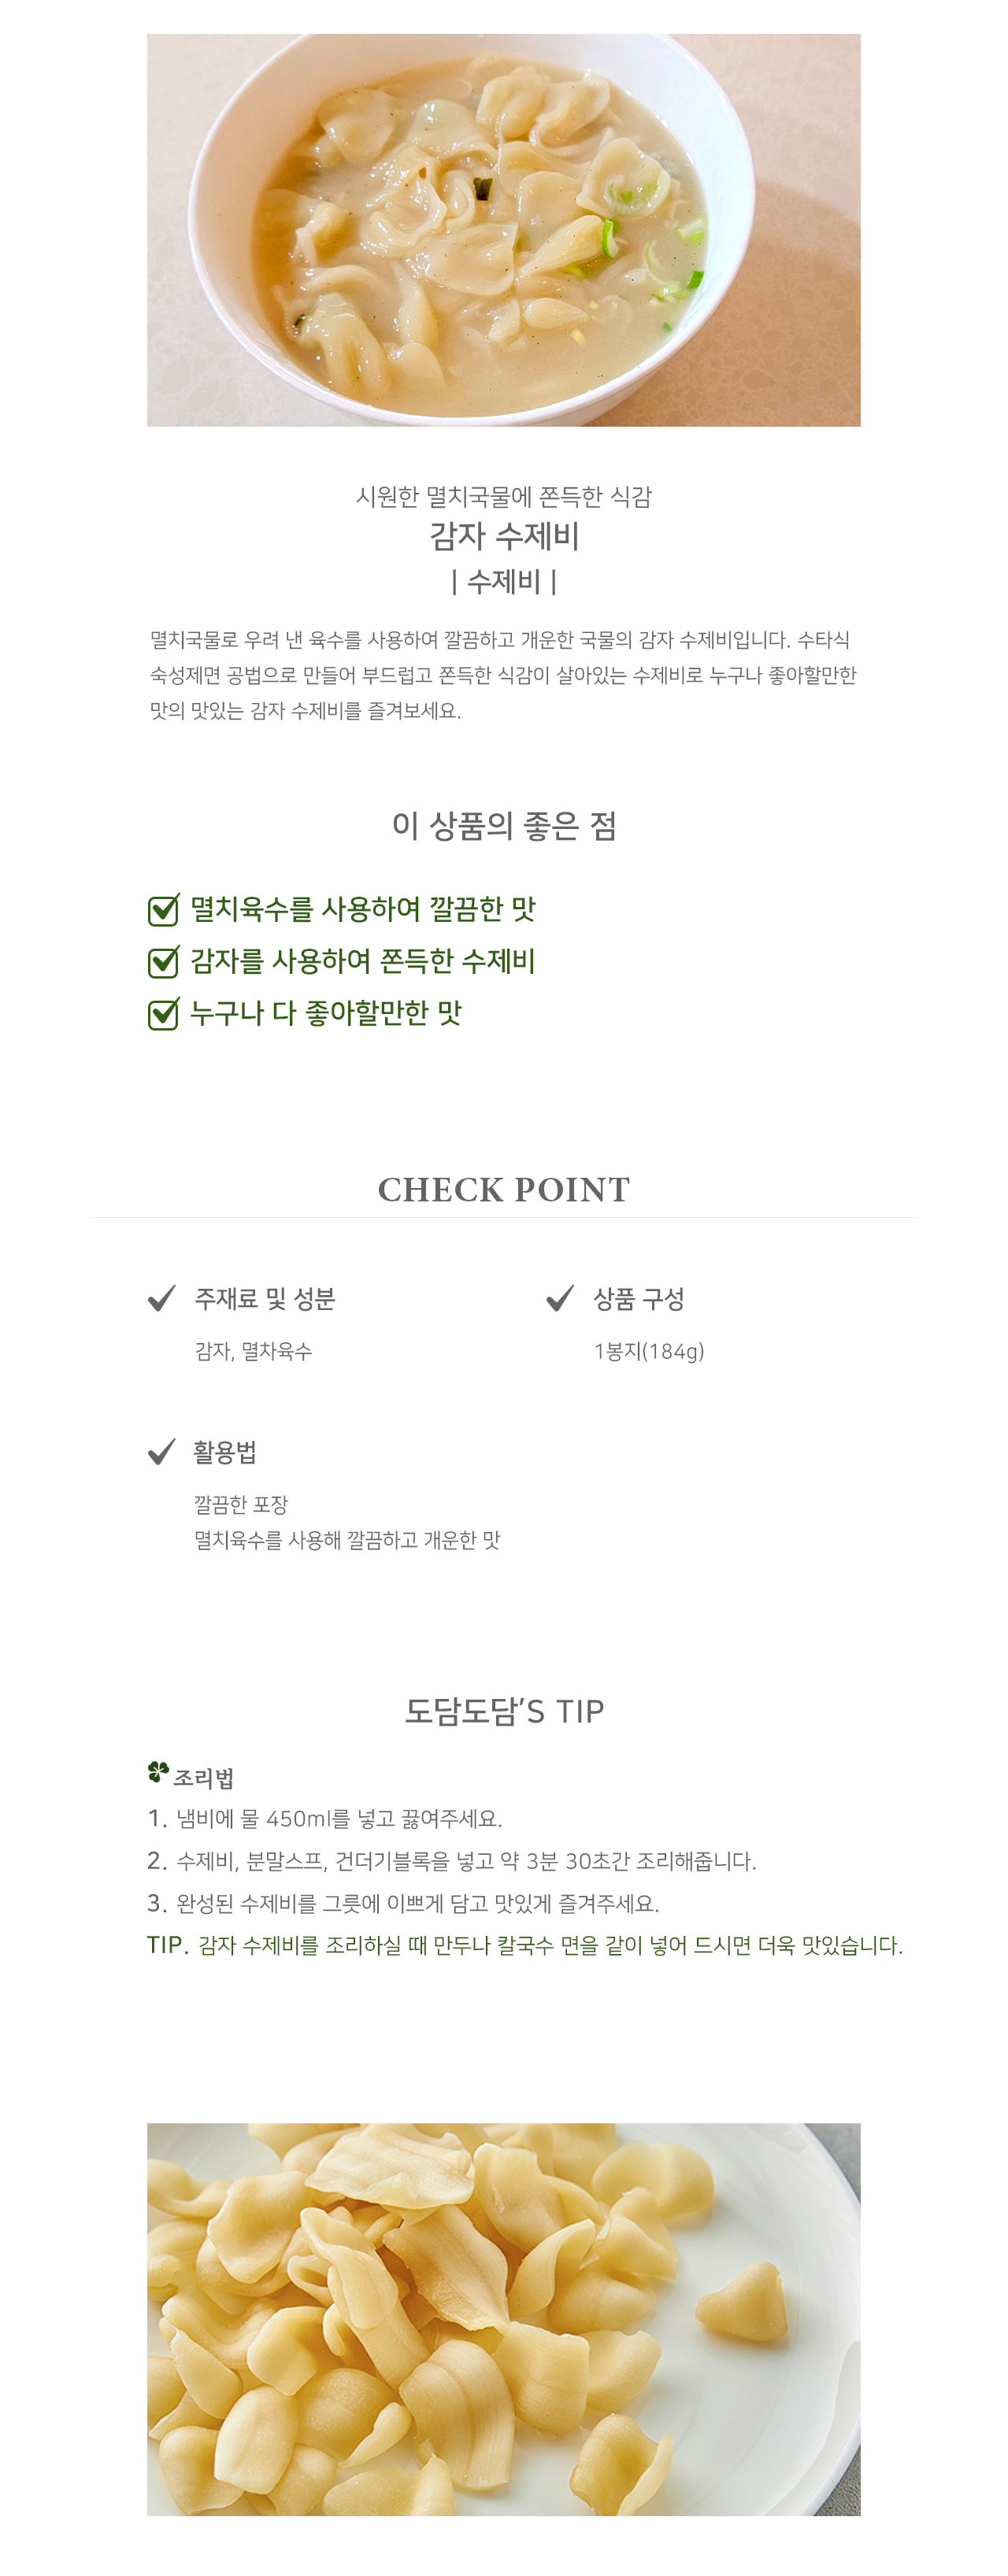 시원한 멸치국물에 쫀득한 식감
감자 수제비
| 수제비 |
멸치국물로 우려 낸 육수를 사용하여 깔끔하고 개운한 국물의 감자 수제비입니다. 수타식
숙성제면 공법으로 만들어 부드럽고 쫀득한 식감이 살아있는 수제비로 누구나 좋아할만한
맛의 맛있는 감자 수제비를 즐겨보세요.
이 상품의 좋은 점
멸치육수를 사용하여 깔끔한 맛
감자를 사용하여 쫀득한 수제비
누구나 다 좋아할만한 맛
CHECK POINT
주재료 및 성분
감자, 멸차육수
상품 구성
1봉지(184g)
활용법
깔끔한 포장
멸치육수를 사용해 깔끔하고 개운한 맛
도담도담’S TIP
조리법
1. 냄비에 물 450ml를 넣고 끓여주세요.
2. 수제비, 분말스프, 건더기블록을 넣고 약 3분 30초간 조리해줍니다.
3. 완성된 수제비를 그릇에 이쁘게 담고 맛있게 즐겨주세요.
TIP. 감자 수제비를 조리하실 때 만두나 칼국수 면을 같이 넣어 드시면 더욱 맛있습니다.